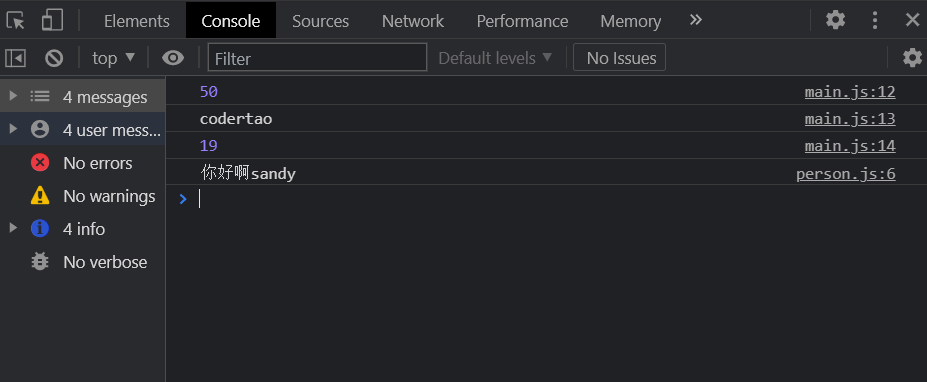 Elements Console Sources Network Performance Memory »
top ▼ Filter Default levels ▼ No Issues
4 messages
4 user mess...
No errors
No warnings
4 info
No verbose
50 main.js:12
codertao main.js:13
19 main.js:14
你好啊sandy person.js:6